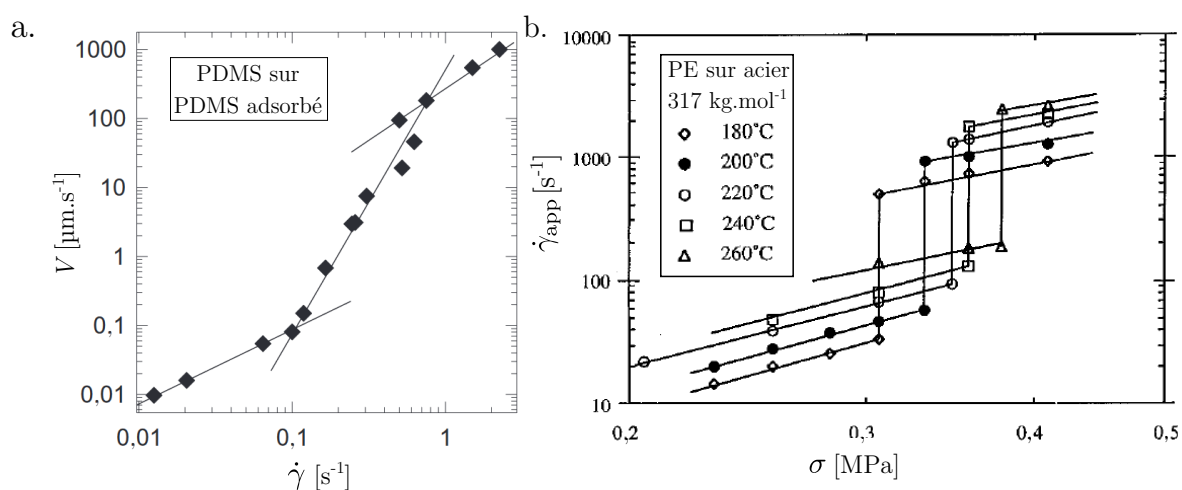 a.
1000
100
10
1
0,1
0,01
V [μm.s⁻¹]
PDMS sur
PDMS adsorbé
0,01
0,1
1
γ̇ [s⁻¹]
b.
10000
1000
100
10
γ̇app [s⁻¹]
PE sur acier
317 kg.mol⁻¹
180°C
200°C
220°C
240°C
260°C
0,2
0,3
0,4
0,5
σ [MPa]